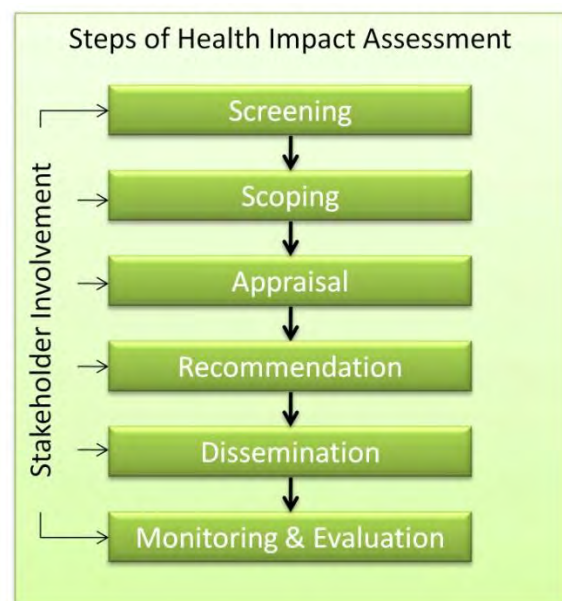 Steps of Health Impact Assessment
Stakeholder Involvement
Screening
Scoping
Appraisal
Recommendation
Dissemination
Monitoring & Evaluation